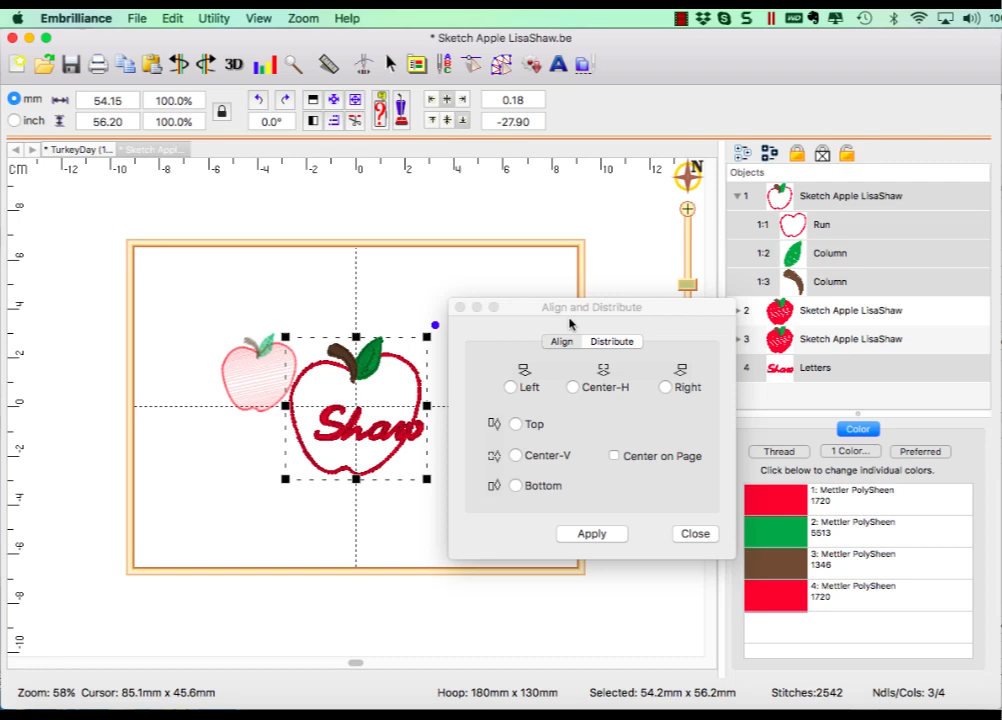 Embrilliance File Edit Utility View Zoom Help
* Sketch Apple LisaShaw.be
3D
mm 54.15 100.0% 0.18
inch 56.20 100.0% 0.0° -27.90
* TurkeyDay (1... * Sketch Appl...
cm -12 -10 -8 -6 -4 -2 0 2 4 6 8 10 12
N
Objects
1 Sketch Apple LisaShaw
1:1 Run
1:2 Column
1:3 Column
2 Sketch Apple LisaShaw
3 Sketch Apple LisaShaw
4 Letters
Shaw
Align and Distribute
Align Distribute
Left Center-H Right
Top
Center-V Center on Page
Bottom
Apply Close
Color
Thread 1 Color... Preferred
Click below to change individual colors.
1: Mettler PolySheen
1720
2: Mettler PolySheen
5513
3: Mettler PolySheen
1346
4: Mettler PolySheen
1720
Zoom: 58% Cursor: 85.1mm x 45.6mm Hoop: 180mm x 130mm Selected: 54.2mm x 56.2mm Stitches:2542 Ndls/Cols: 3/4